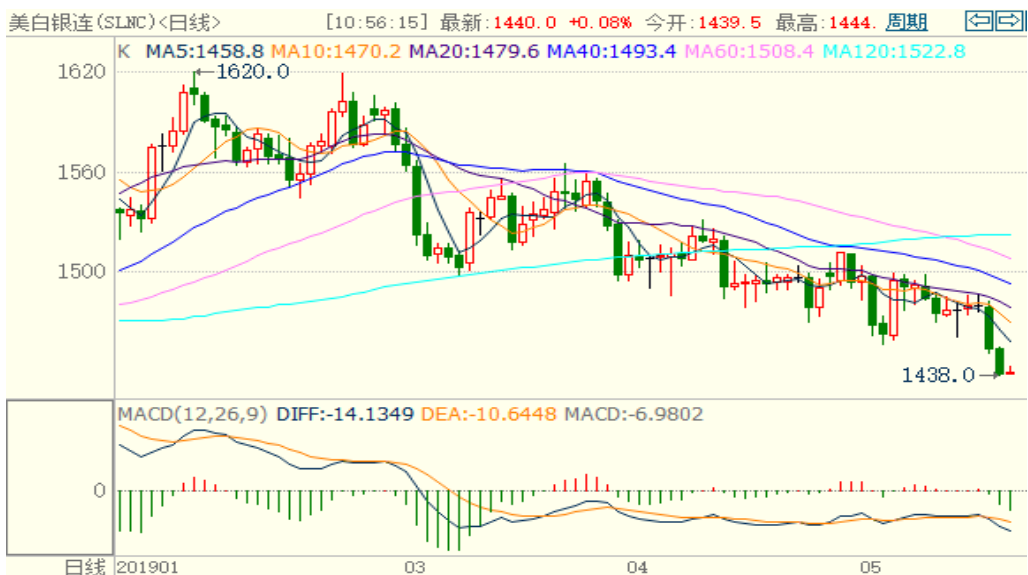 美白银连(SLNC)<日线> [10:56:15] 最新:1440.0 +0.08% 今开:1439.5 最高:1444. 周期
K MA5:1458.8 MA10:1470.2 MA20:1479.6 MA40:1493.4 MA60:1508.4 MA120:1522.8
1620
1620.0
1560
1500
1438.0
MACD(12,26,9) DIFF:-14.1349 DEA:-10.6448 MACD:-6.9802
0
日线 201901 03 04 05